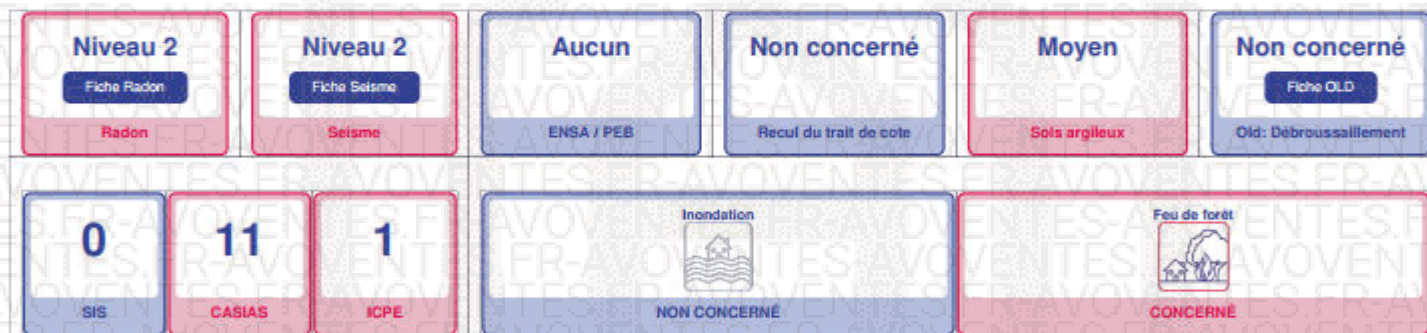 Niveau 2
Fiche Radon
Radon
Niveau 2
Fiche Seisme
Seisme
Aucun
ENSA / PEB
Non concerné
Recul du trait de cote
Moyen
Sols argileux
Non concerné
Fiche OLD
Old: Debroussaillement
0
SIS
11
CASIAS
1
ICPE
Inondation
NON CONCERNÉ
Feu de forêt
CONCERNÉ